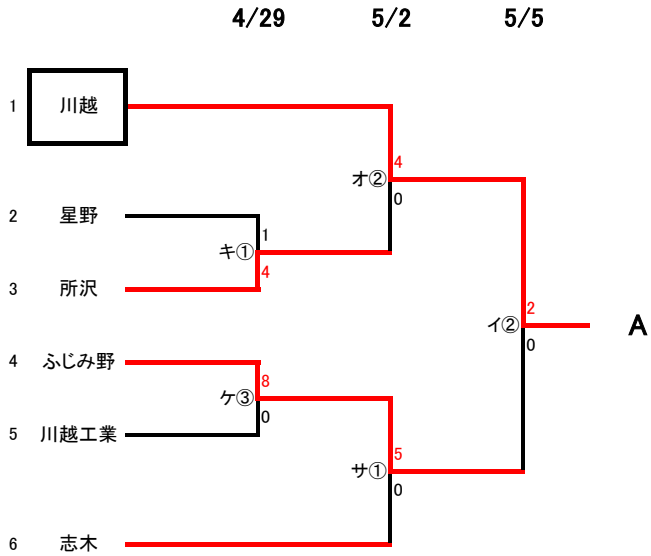 4/29 5/2 5/5
1 川越
4
オ②
0
2 星野
1
キ①
4
3 所沢
2
イ② A
0
4 ふじみ野
8
ケ③
0
5 川越工業
5
サ①
0
6 志木